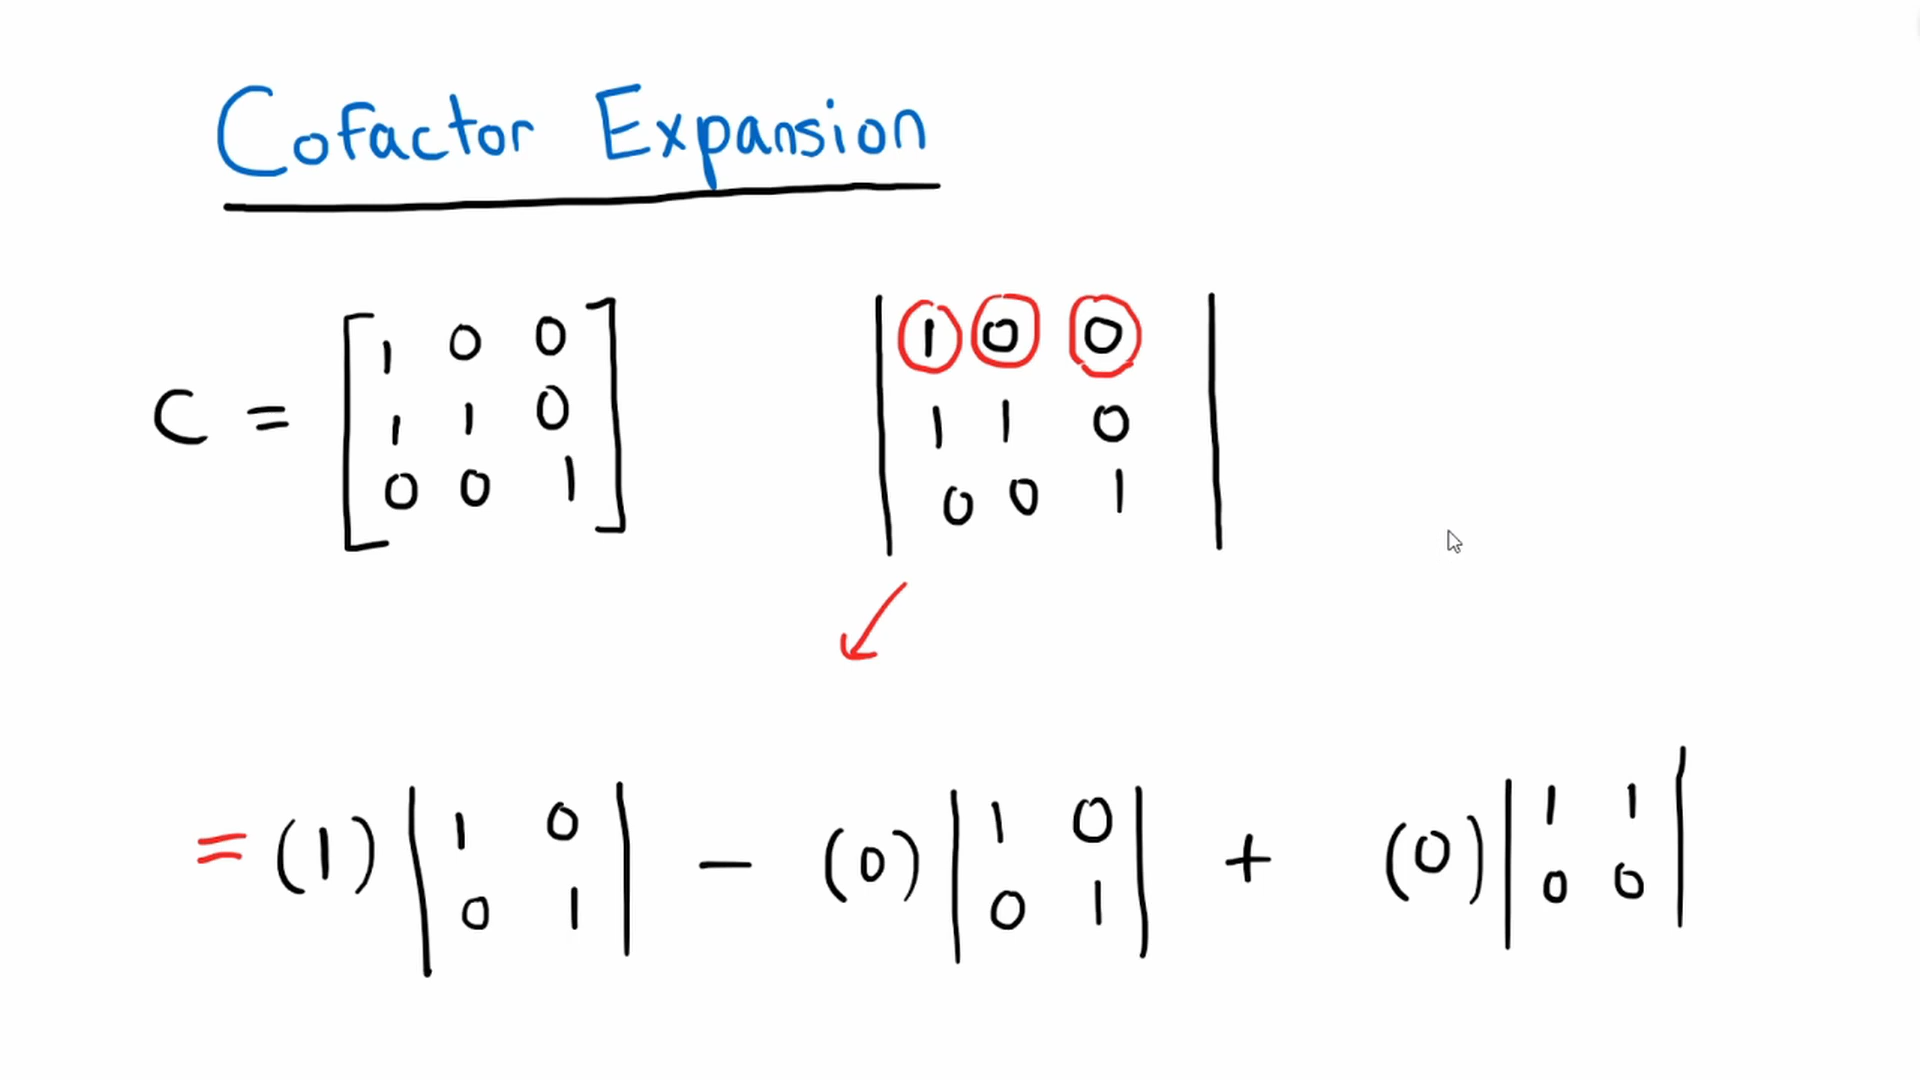 Cofactor Expansion
C = [ 1 0 0 | 1 0 0 |
1 1 0 1 1 0
0 0 1 ] 0 0 1 |
= (1) | 1 0 | - (0) | 1 0 | + (0) | 1 1 |
0 1 0 1 0 0